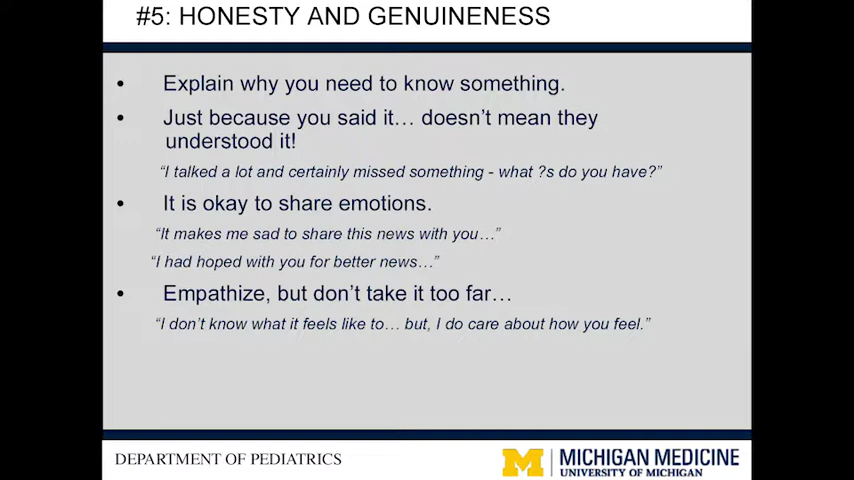 #5: HONESTY AND GENUINENESS
• Explain why you need to know something.
• Just because you said it… doesn't mean they
understood it!
“I talked a lot and certainly missed something - what ?s do you have?”
• It is okay to share emotions.
“It makes me sad to share this news with you…”
“I had hoped with you for better news…”
• Empathize, but don't take it too far…
“I don't know what it feels like to… but, I do care about how you feel.”
DEPARTMENT OF PEDIATRICS
M MICHIGAN MEDICINE
UNIVERSITY OF MICHIGAN